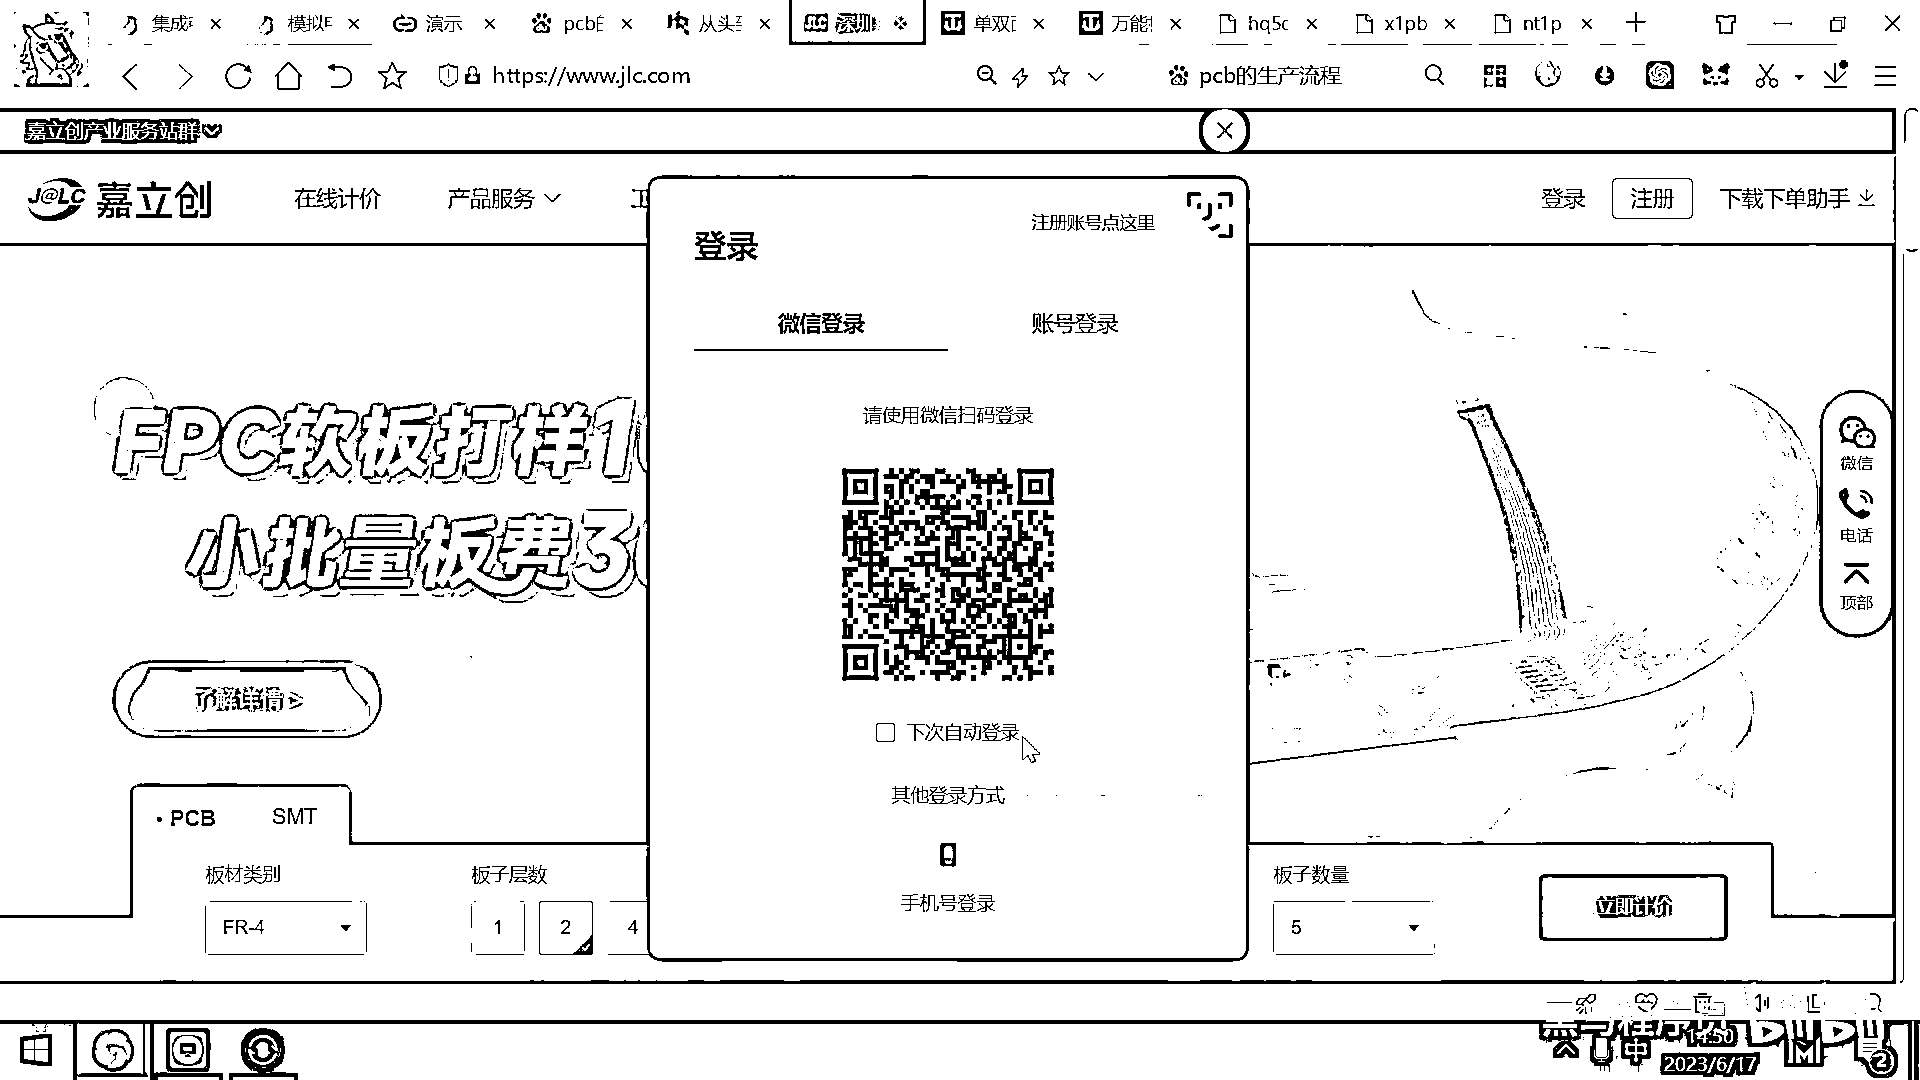 集成 模拟 演示 pcb 从头 深圳 单双 万能 hq5c x1pb nt1p
https://www.jlc.com pcb的生产流程
嘉立创产业服务站群
J@LC 嘉立创 在线计价 产品服务 登录 注册 下载下单助手
注册账号点这里
登录
微信登录 账号登录
请使用微信扫码登录
下次自动登录
其他登录方式
手机号登录
FPC软板打样1
小批量板费3
了解详情 >
微信
电话
顶部
PCB SMT
板材类别 板子层数 板子数量
FR-4 1 2 4 5 立即计价
中 14:50
2023/6/17 2